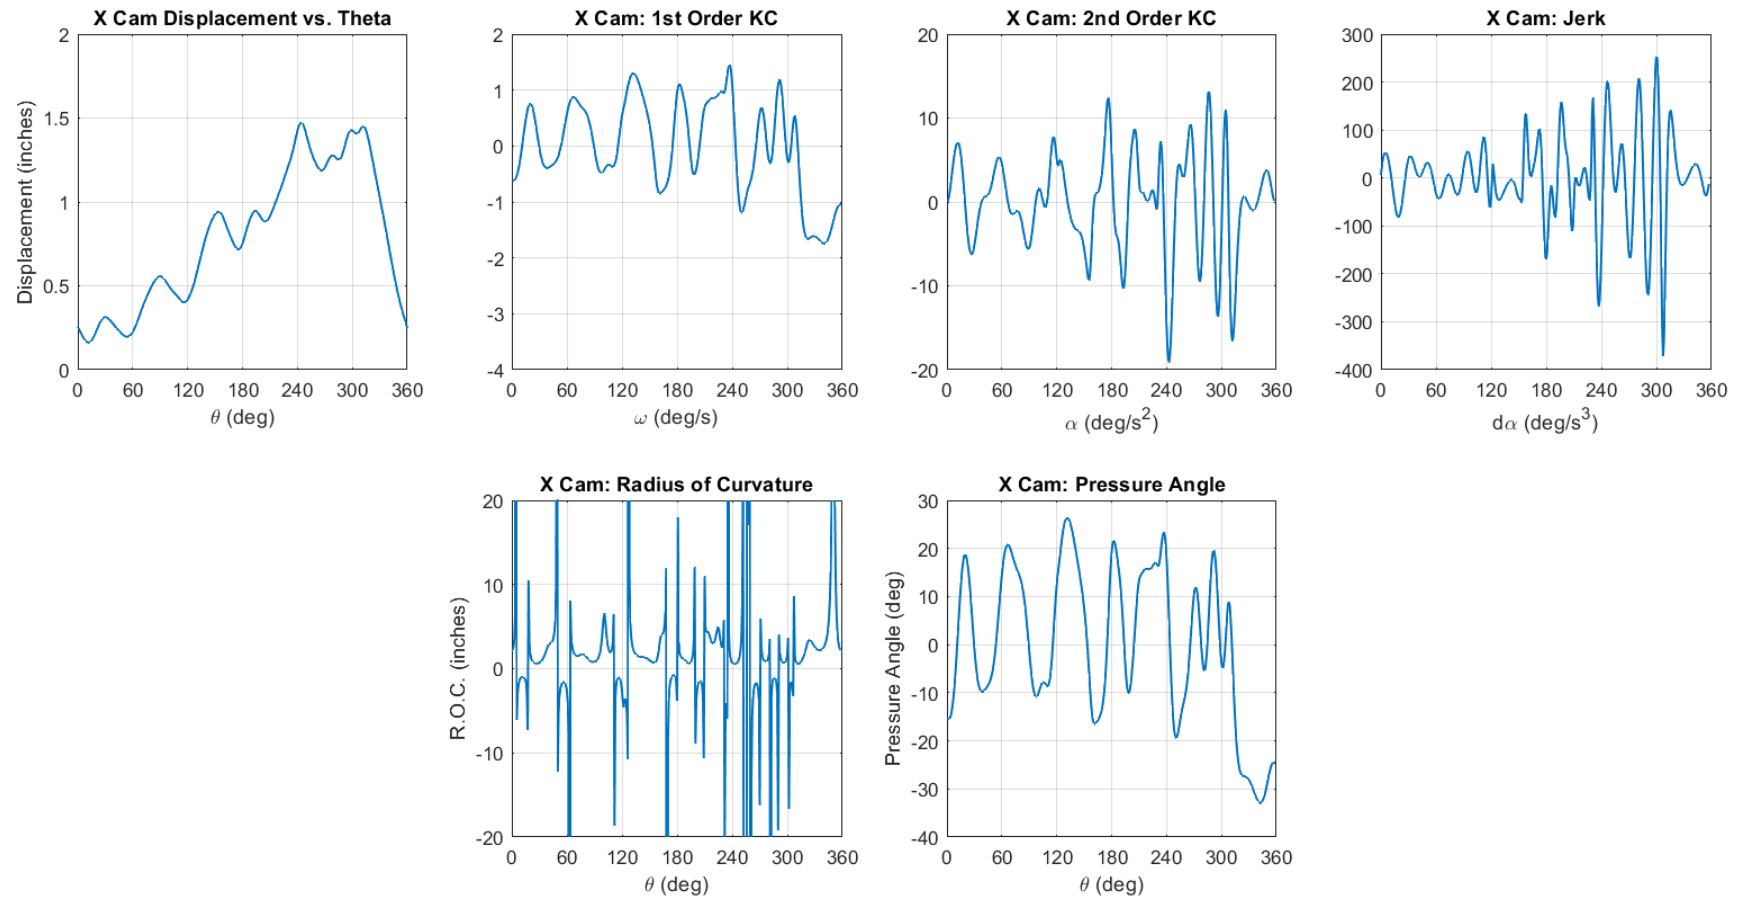 X Cam Displacement vs. Theta
Displacement (inches)
2
1.5
1
0.5
0
0 60 120 180 240 300 360
θ (deg)
X Cam: 1st Order KC
2
1
0
-1
-2
-3
-4
0 60 120 180 240 300 360
ω (deg/s)
X Cam: 2nd Order KC
20
10
0
-10
-20
0 60 120 180 240 300 360
α (deg/s²)
X Cam: Jerk
300
200
100
0
-100
-200
-300
-400
0 60 120 180 240 300 360
dα (deg/s³)
X Cam: Radius of Curvature
R.O.C. (inches)
20
10
0
-10
-20
0 60 120 180 240 300 360
θ (deg)
X Cam: Pressure Angle
Pressure Angle (deg)
30
20
10
0
-10
-20
-30
-40
0 60 120 180 240 300 360
θ (deg)